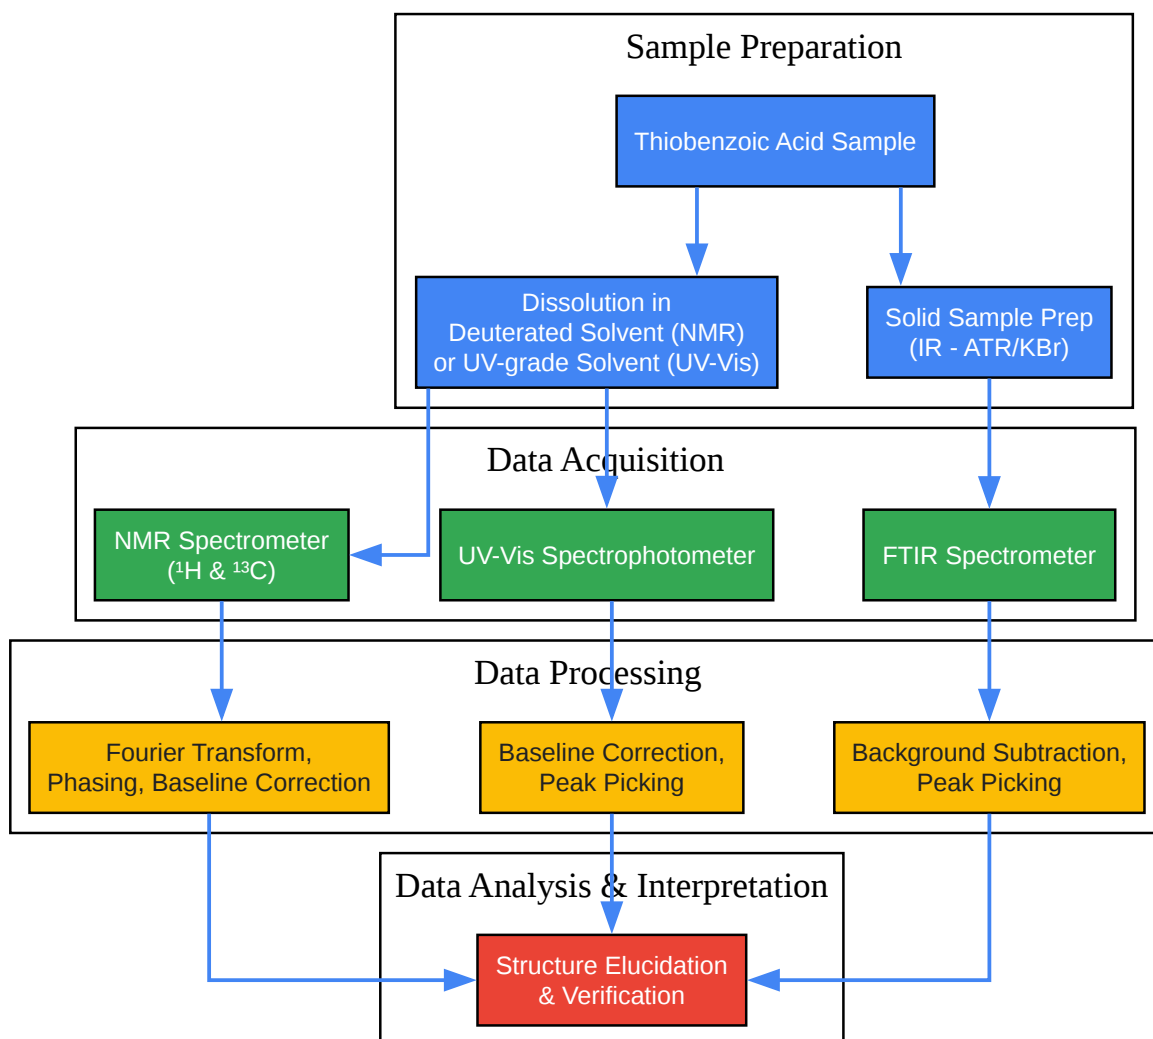 Sample Preparation
Thiobenzoic Acid Sample
Dissolution in
Deuterated Solvent (NMR)
or UV-grade Solvent (UV-Vis)
Solid Sample Prep
(IR - ATR/KBr)
Data Acquisition
NMR Spectrometer
(¹H & ¹³C)
UV-Vis Spectrophotometer
FTIR Spectrometer
Data Processing
Fourier Transform,
Phasing, Baseline Correction
Baseline Correction,
Peak Picking
Background Subtraction,
Peak Picking
Data Analysis & Interpretation
Structure Elucidation
& Verification